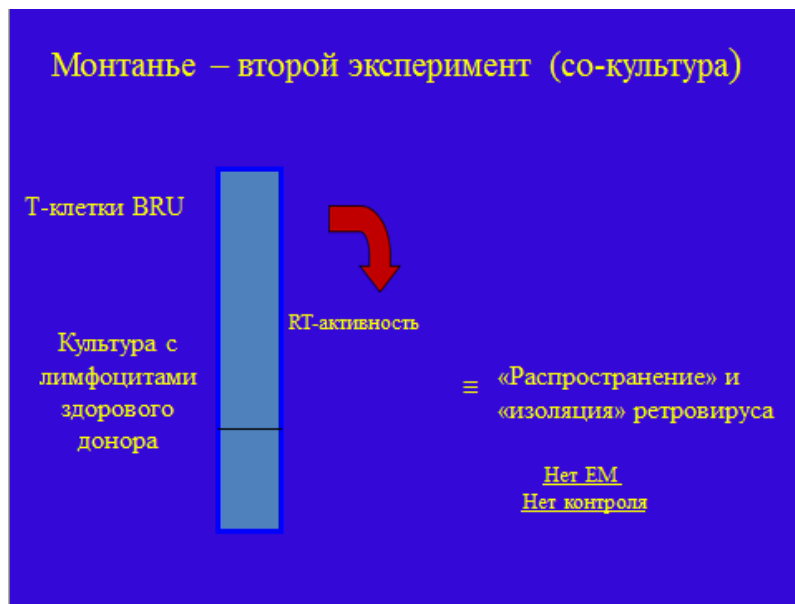 Монтанье – второй эксперимент (со-культура)
Т-клетки BRU
RT-активность
Культура с
лимфоцитами
здорового
донора
≡ «Распространение» и
«изоляция» ретровируса
Нет ЕМ
Нет контроля